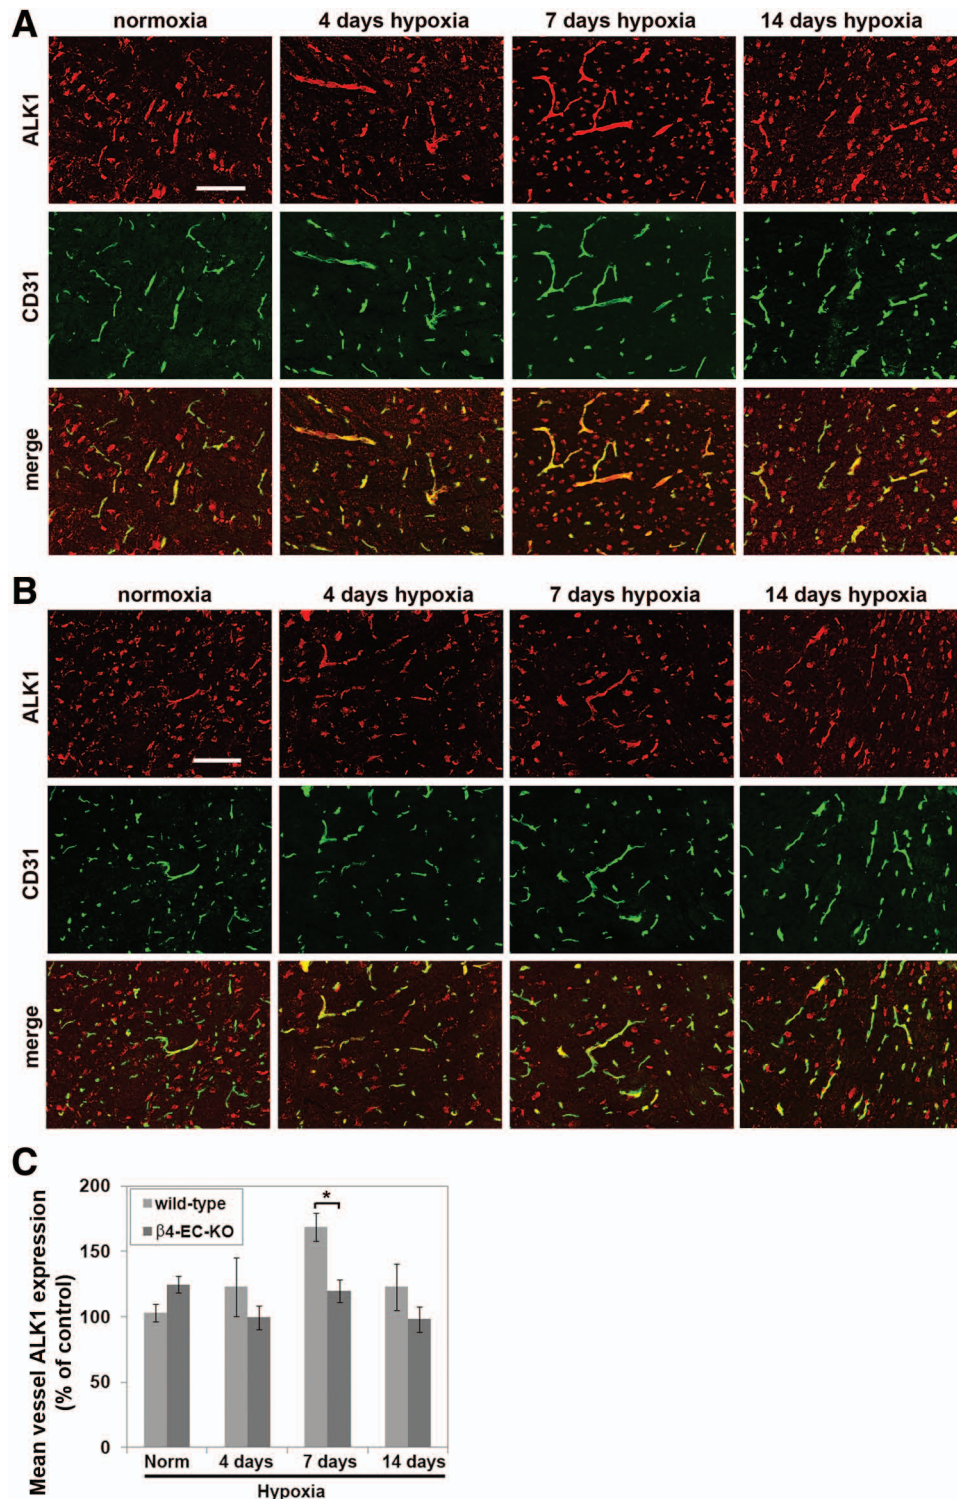 A
normoxia 4 days hypoxia 7 days hypoxia 14 days hypoxia
ALK1
CD31
merge
B
normoxia 4 days hypoxia 7 days hypoxia 14 days hypoxia
ALK1
CD31
merge
C
Mean vessel ALK1 expression
(% of control)
200
150
100
50
0
wild-type
β4-EC-KO
*
Norm 4 days 7 days 14 days
Hypoxia